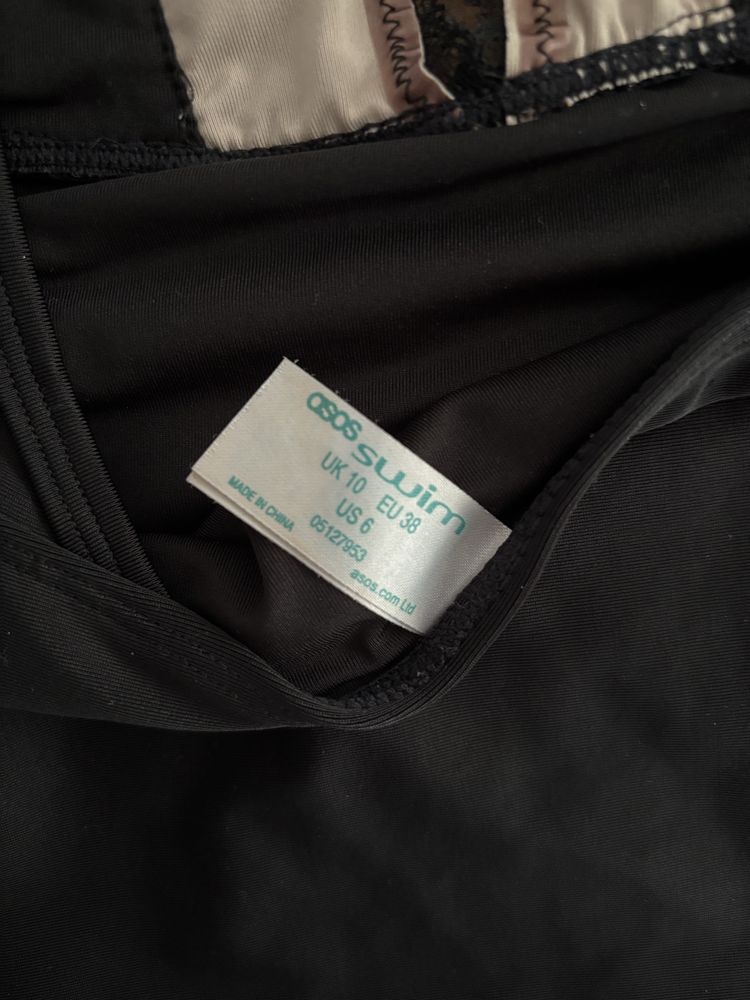 asos swim
UK 10 EU 38
US 6
MADE IN CHINA
05127953
asos.com Ltd